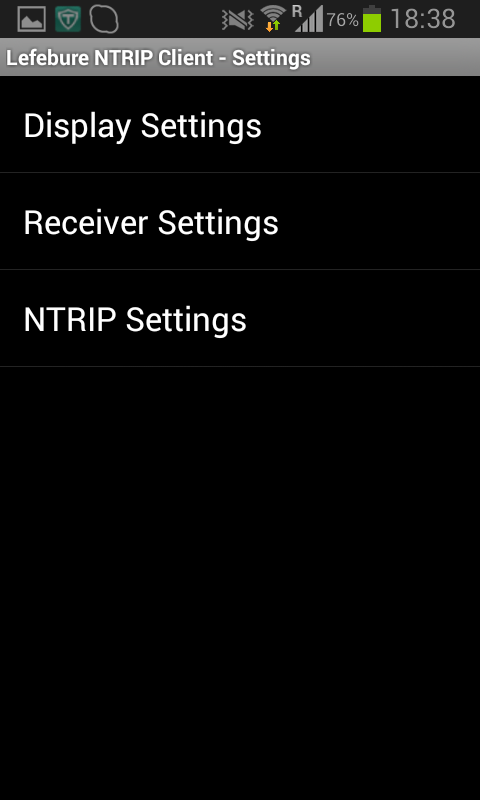 R 76% 18:38
Lefebure NTRIP Client - Settings
Display Settings
Receiver Settings
NTRIP Settings